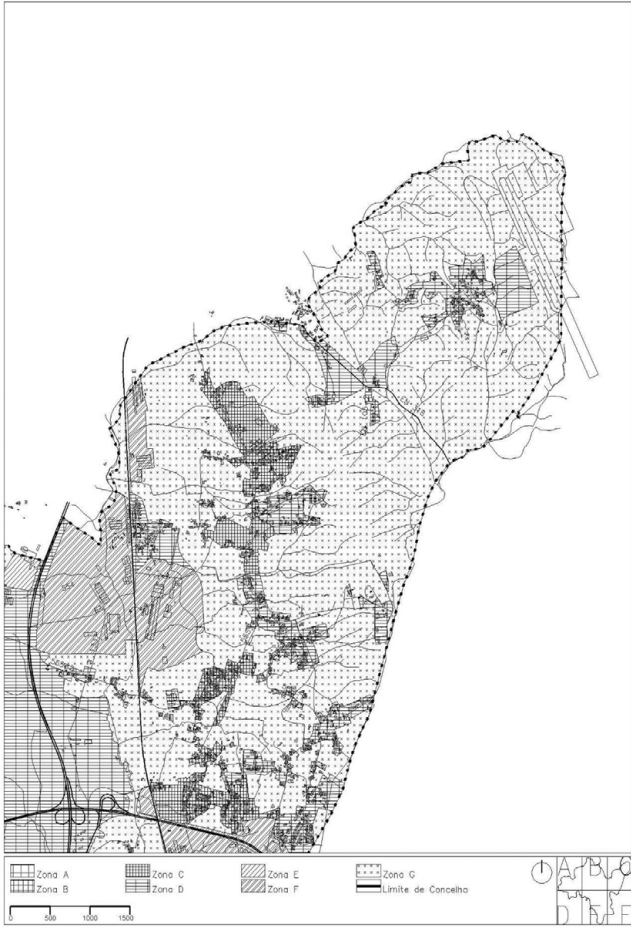 Zona A
Zona C
Zona E
Zona G
Zona B
Zona D
Zona F
Limite de Concelho
0 500 1000 1500
A B C
D E F